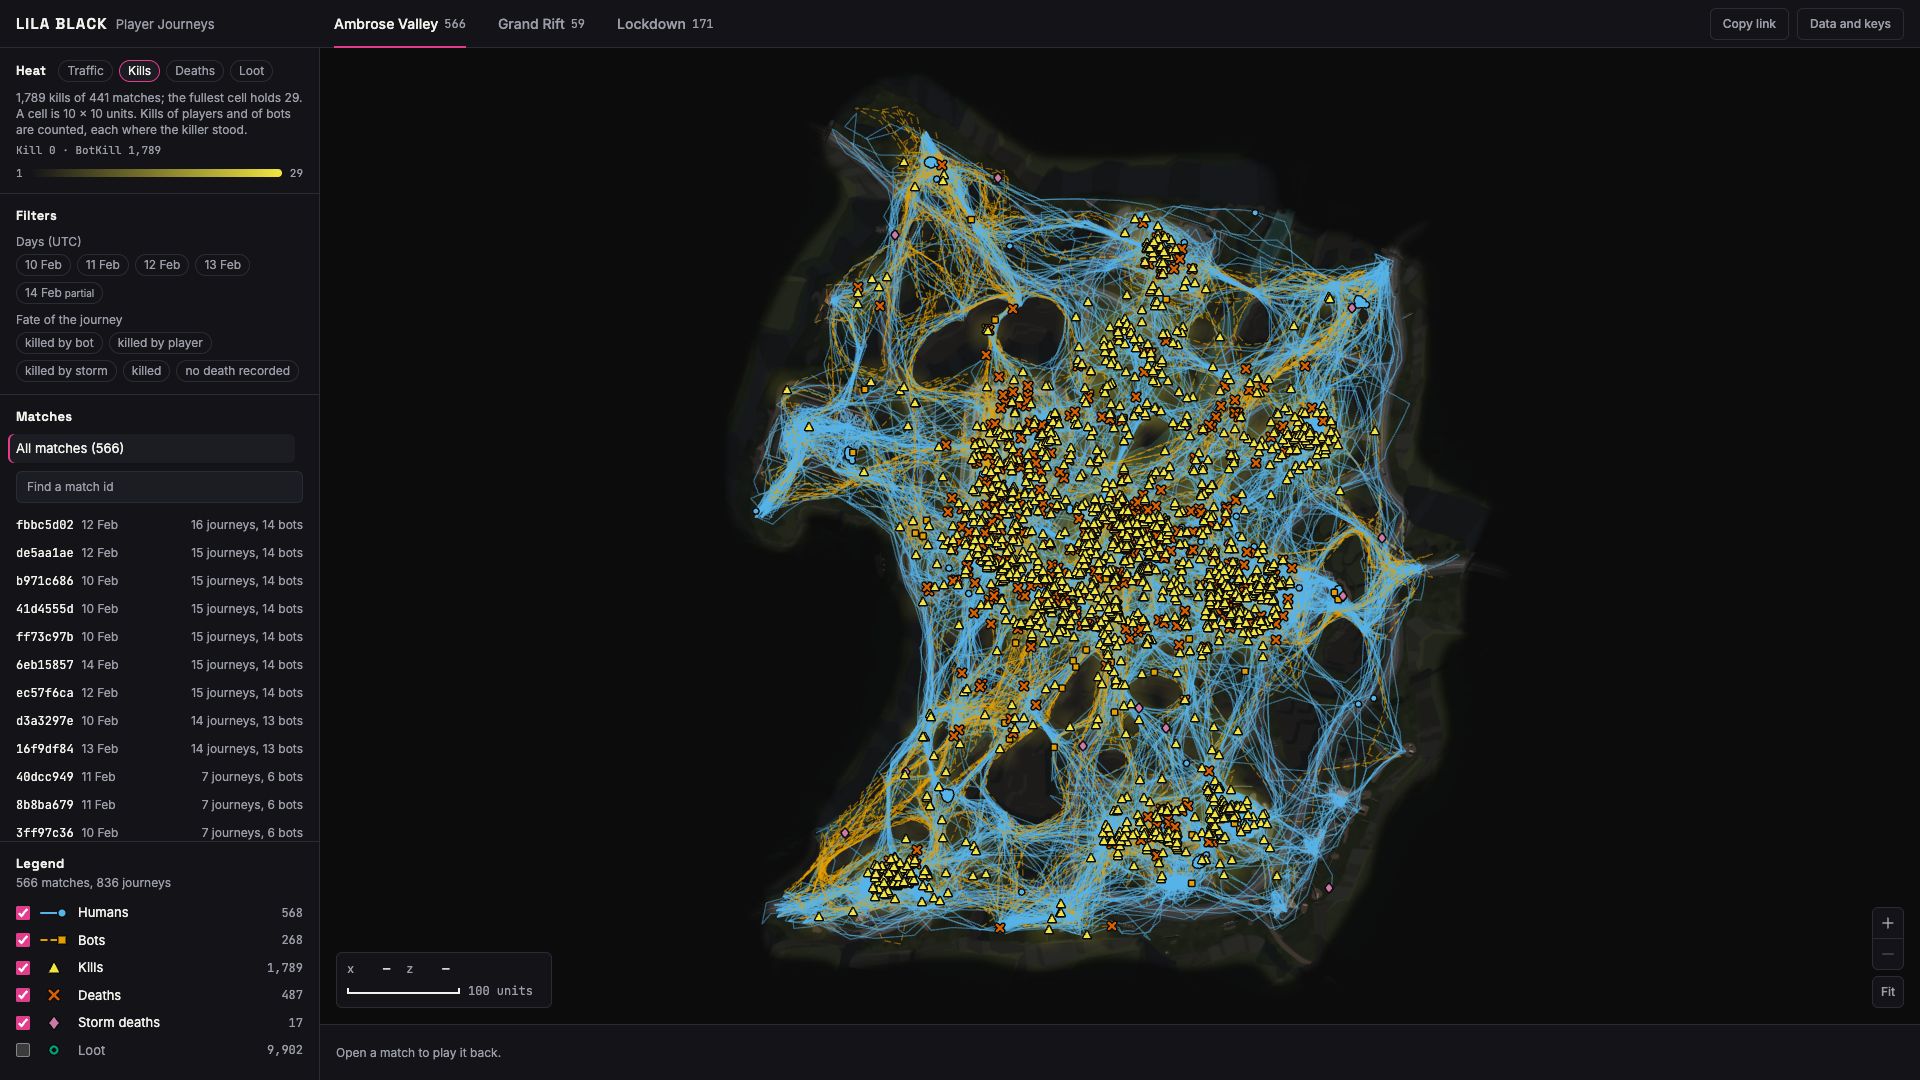 LILA BLACK Player Journeys
Ambrose Valley 566
Grand Rift 59
Lockdown 171
Copy link
Data and keys
Heat Traffic Kills Deaths Loot
1,789 kills of 441 matches; the fullest cell holds 29.
A cell is 10 × 10 units. Kills of players and of bots
are counted, each where the killer stood.
Kill 0 · BotKill 1,789
1 29
Filters
Days (UTC)
10 Feb 11 Feb 12 Feb 13 Feb
14 Feb partial
Fate of the journey
killed by bot killed by player
killed by storm killed no death recorded
Matches
All matches (566)
Find a match id
fbbc5d02 12 Feb 16 journeys, 14 bots
de5aa1ae 12 Feb 15 journeys, 14 bots
b971c686 10 Feb 15 journeys, 14 bots
41d4555d 10 Feb 15 journeys, 14 bots
ff73c97b 10 Feb 15 journeys, 14 bots
6eb15857 14 Feb 15 journeys, 14 bots
ec57f6ca 12 Feb 15 journeys, 14 bots
d3a3297e 10 Feb 14 journeys, 13 bots
16f9df84 13 Feb 14 journeys, 13 bots
40dcc949 11 Feb 7 journeys, 6 bots
8b8ba679 11 Feb 7 journeys, 6 bots
3ff97c36 10 Feb 7 journeys, 6 bots
Legend
566 matches, 836 journeys
Humans 568
Bots 268
Kills 1,789
Deaths 487
Storm deaths 17
Loot 9,902
x – z –
100 units
+
−
Fit
Open a match to play it back.